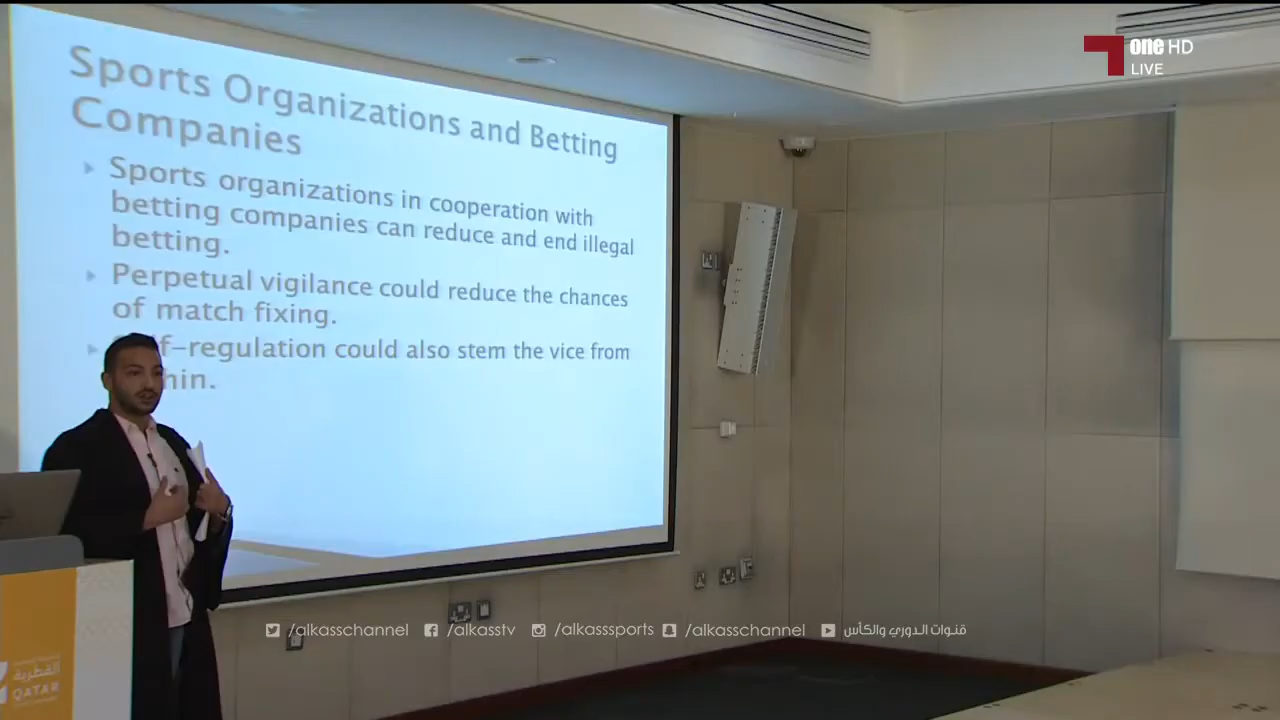 one HD
LIVE
Sports Organizations and Betting
Companies
Sports organizations in cooperation with
betting companies can reduce and end illegal
betting.
Perpetual vigilance could reduce the chances
of match fixing.
f-regulation could also stem the vice from
hin.
/alkasschannel /alkasstv /alkasssports /alkasschannel قنوات الدوري والكأس
القطرية
QATAR